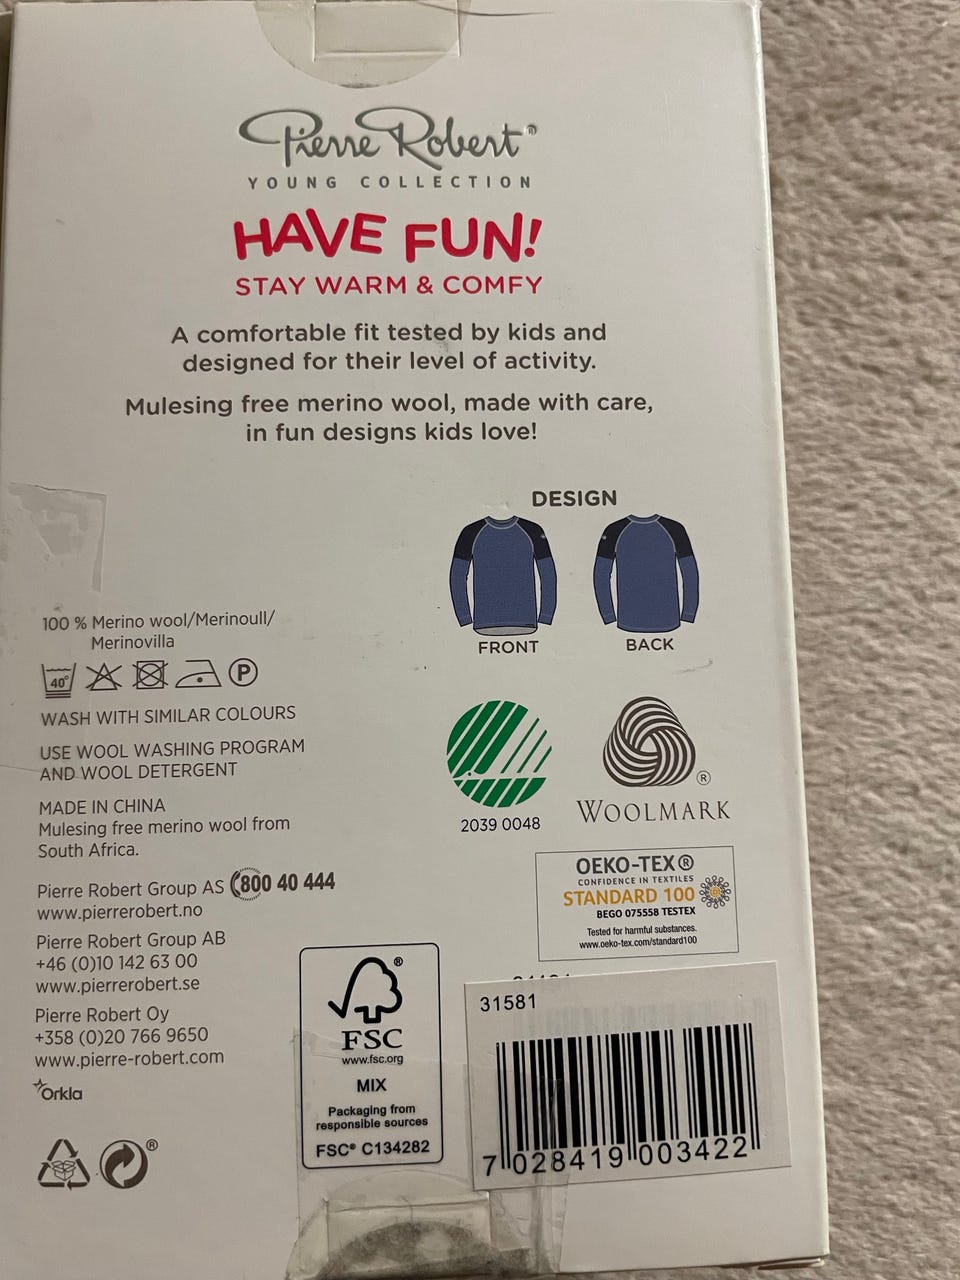 Pierre Robert®
YOUNG COLLECTION
HAVE FUN!
STAY WARM & COMFY
A comfortable fit tested by kids and
designed for their level of activity.
Mulesing free merino wool, made with care,
in fun designs kids love!
DESIGN
FRONT
BACK
100 % Merino wool/Merinoull/
Merinovilla
40°
P
WASH WITH SIMILAR COLOURS
USE WOOL WASHING PROGRAM
AND WOOL DETERGENT
MADE IN CHINA
Mulesing free merino wool from
South Africa.
Pierre Robert Group AS 800 40 444
www.pierrerobert.no
Pierre Robert Group AB
+46 (0)10 142 63 00
www.pierrerobert.se
Pierre Robert Oy
+358 (0)20 766 9650
www.pierre-robert.com
Orkla
®
2039 0048
®
WOOLMARK
OEKO-TEX®
CONFIDENCE IN TEXTILES
STANDARD 100
BEGO 075558 TESTEX
Tested for harmful substances.
www.oeko-tex.com/standard100
®
FSC
www.fsc.org
MIX
Packaging from
responsible sources
FSC® C134282
31581
7 028419 003422